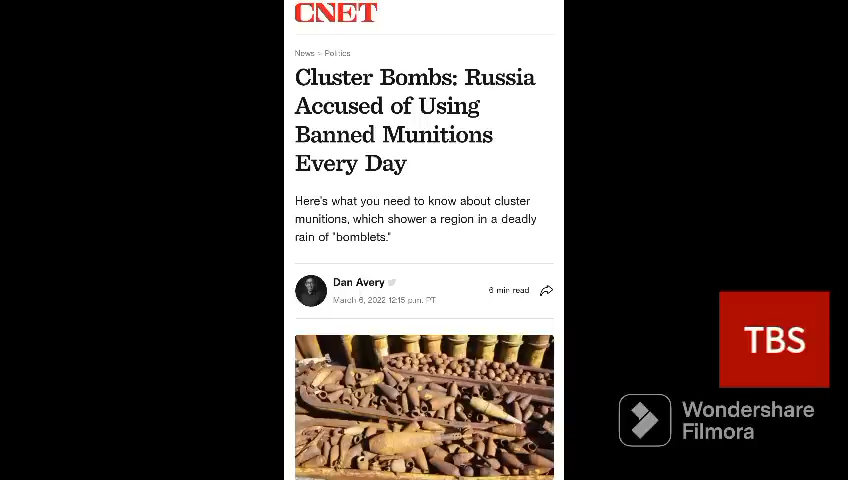 CNET
News > Politics
Cluster Bombs: Russia
Accused of Using
Banned Munitions
Every Day
Here's what you need to know about cluster
munitions, which shower a region in a deadly
rain of "bomblets."
Dan Avery
6 min read
March 6, 2022 12:15 p.m. PT
TBS
Wondershare
Filmora